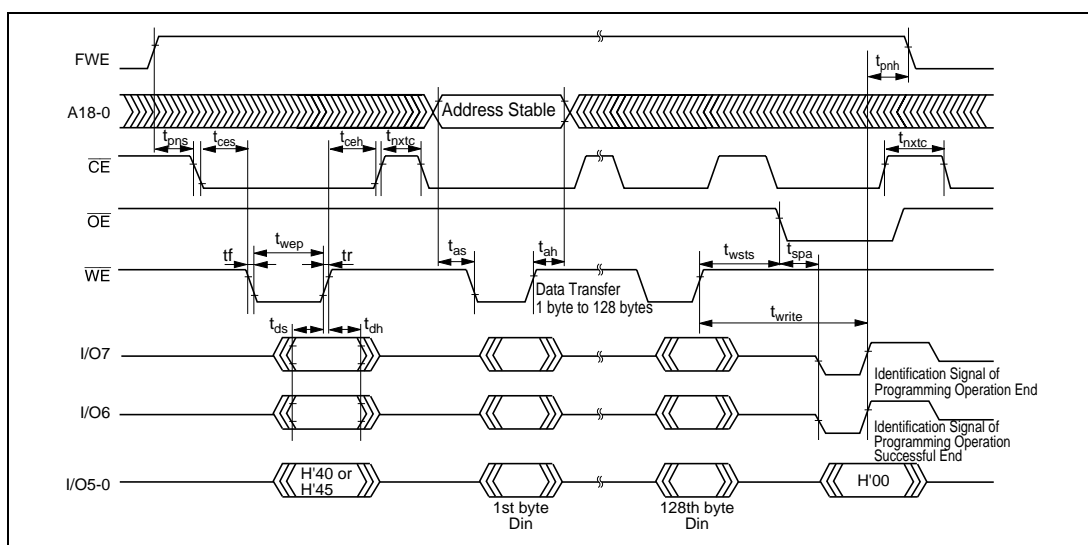 FWE
tpnh
A18-0
Address Stable
tpns
tces
tceh
tnxtc
tnxtc
CE
OE
twep
tf
tr
tas
tah
twsts
tspa
WE
Data Transfer
1 byte to 128 bytes
twrite
tds
tdh
I/O7
Identification Signal of
Programming Operation End
I/O6
Identification Signal of
Programming Operation
Successful End
I/O5-0
H'40 or
H'45
H'00
1st byte
Din
128th byte
Din